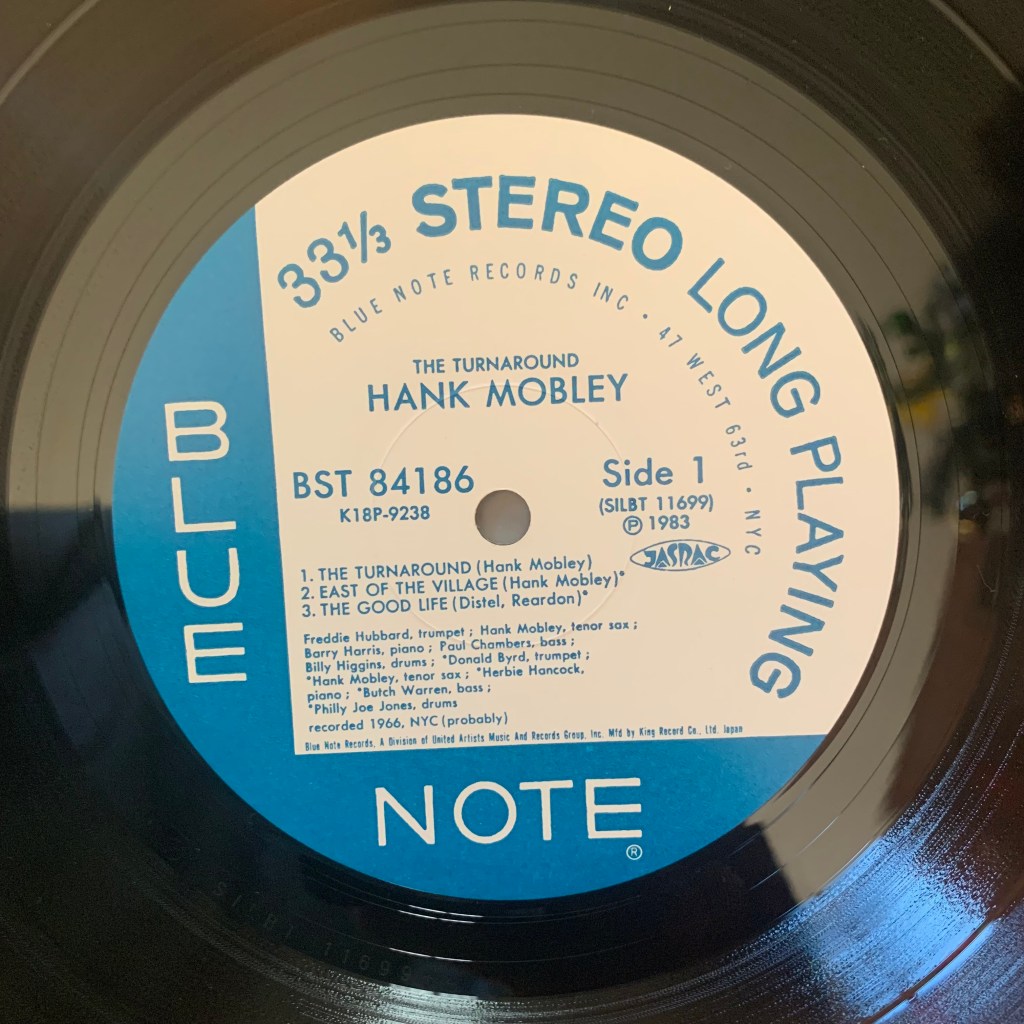 33⅓ STEREO LONG PLAYING
BLUE NOTE RECORDS INC • 47 WEST 63rd • NYC
THE TURNAROUND
HANK MOBLEY
BST 84186
K18P-9238
Side 1
(SILBT 11699)
Ⓟ 1983
JASRAC
1. THE TURNAROUND (Hank Mobley)
2. EAST OF THE VILLAGE (Hank Mobley)*
3. THE GOOD LIFE (Distel, Reardon)*
Freddie Hubbard, trumpet ; Hank Mobley, tenor sax ;
Barry Harris, piano ; Paul Chambers, bass ;
Billy Higgins, drums ; *Donald Byrd, trumpet ;
*Hank Mobley, tenor sax ; *Herbie Hancock,
piano ; *Butch Warren, bass ;
*Philly Joe Jones, drums
recorded 1966, NYC (probably)
Blue Note Records, A Division of United Artists Music And Records Group, Inc. Mfd by King Record Co., Ltd. Japan
BLUE
NOTE
®
11699